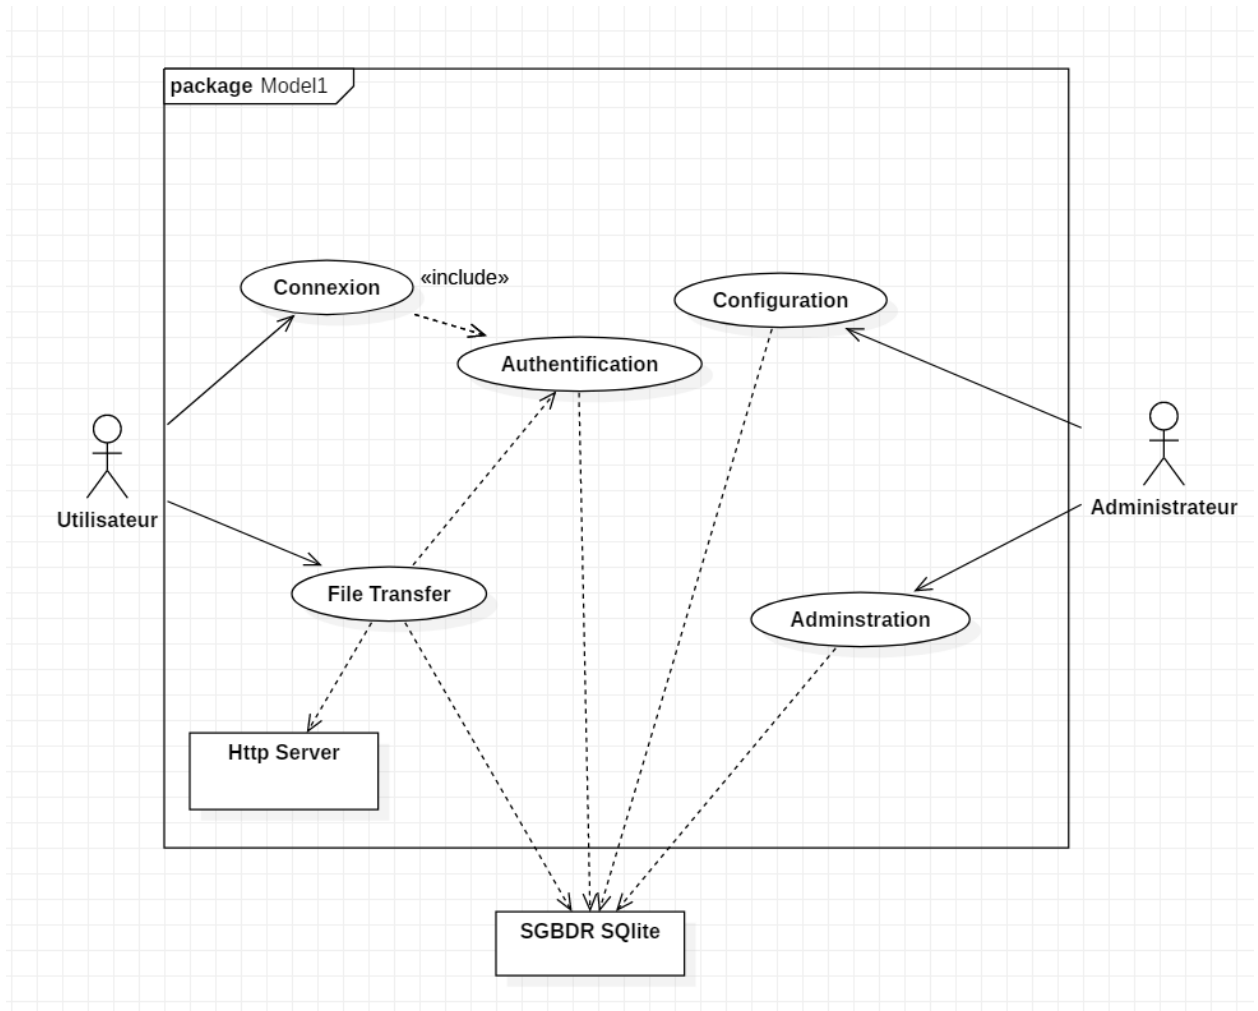 package Model1
Connexion
«include»
Configuration
Authentification
Utilisateur
Administrateur
File Transfer
Adminstration
Http Server
SGBDR SQlite